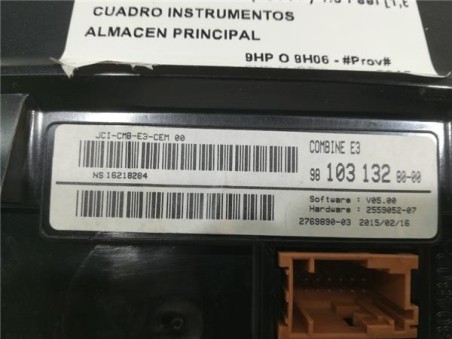 CUADRO INSTRUMENTOS
ALMACEN PRINCIPAL
9HP O 9H06 - #Prov#
JCI-CMB-E3-CEM 00
NS 16218284
COMBINE E3
98 103 132 80-00
Software : V05.00
Hardware : 2559052-07
2769890-03 2015/02/16